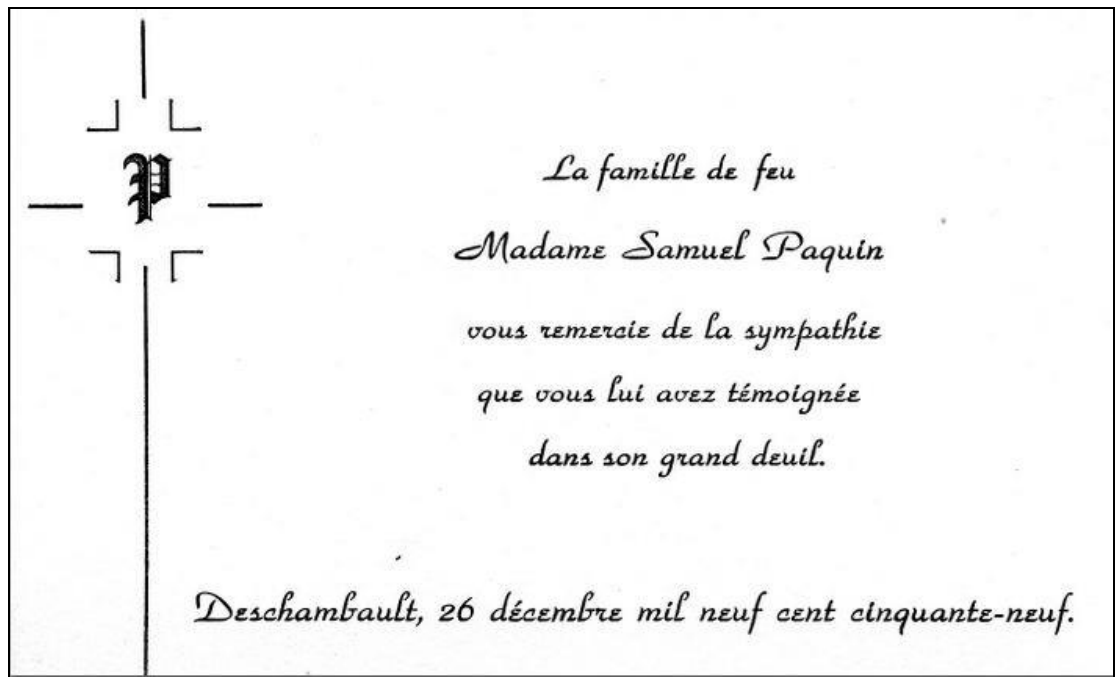 P
La famille de feu
Madame Samuel Paquin
vous remercie de la sympathie
que vous lui avez témoignée
dans son grand deuil.
Deschambault, 26 décembre mil neuf cent cinquante-neuf.